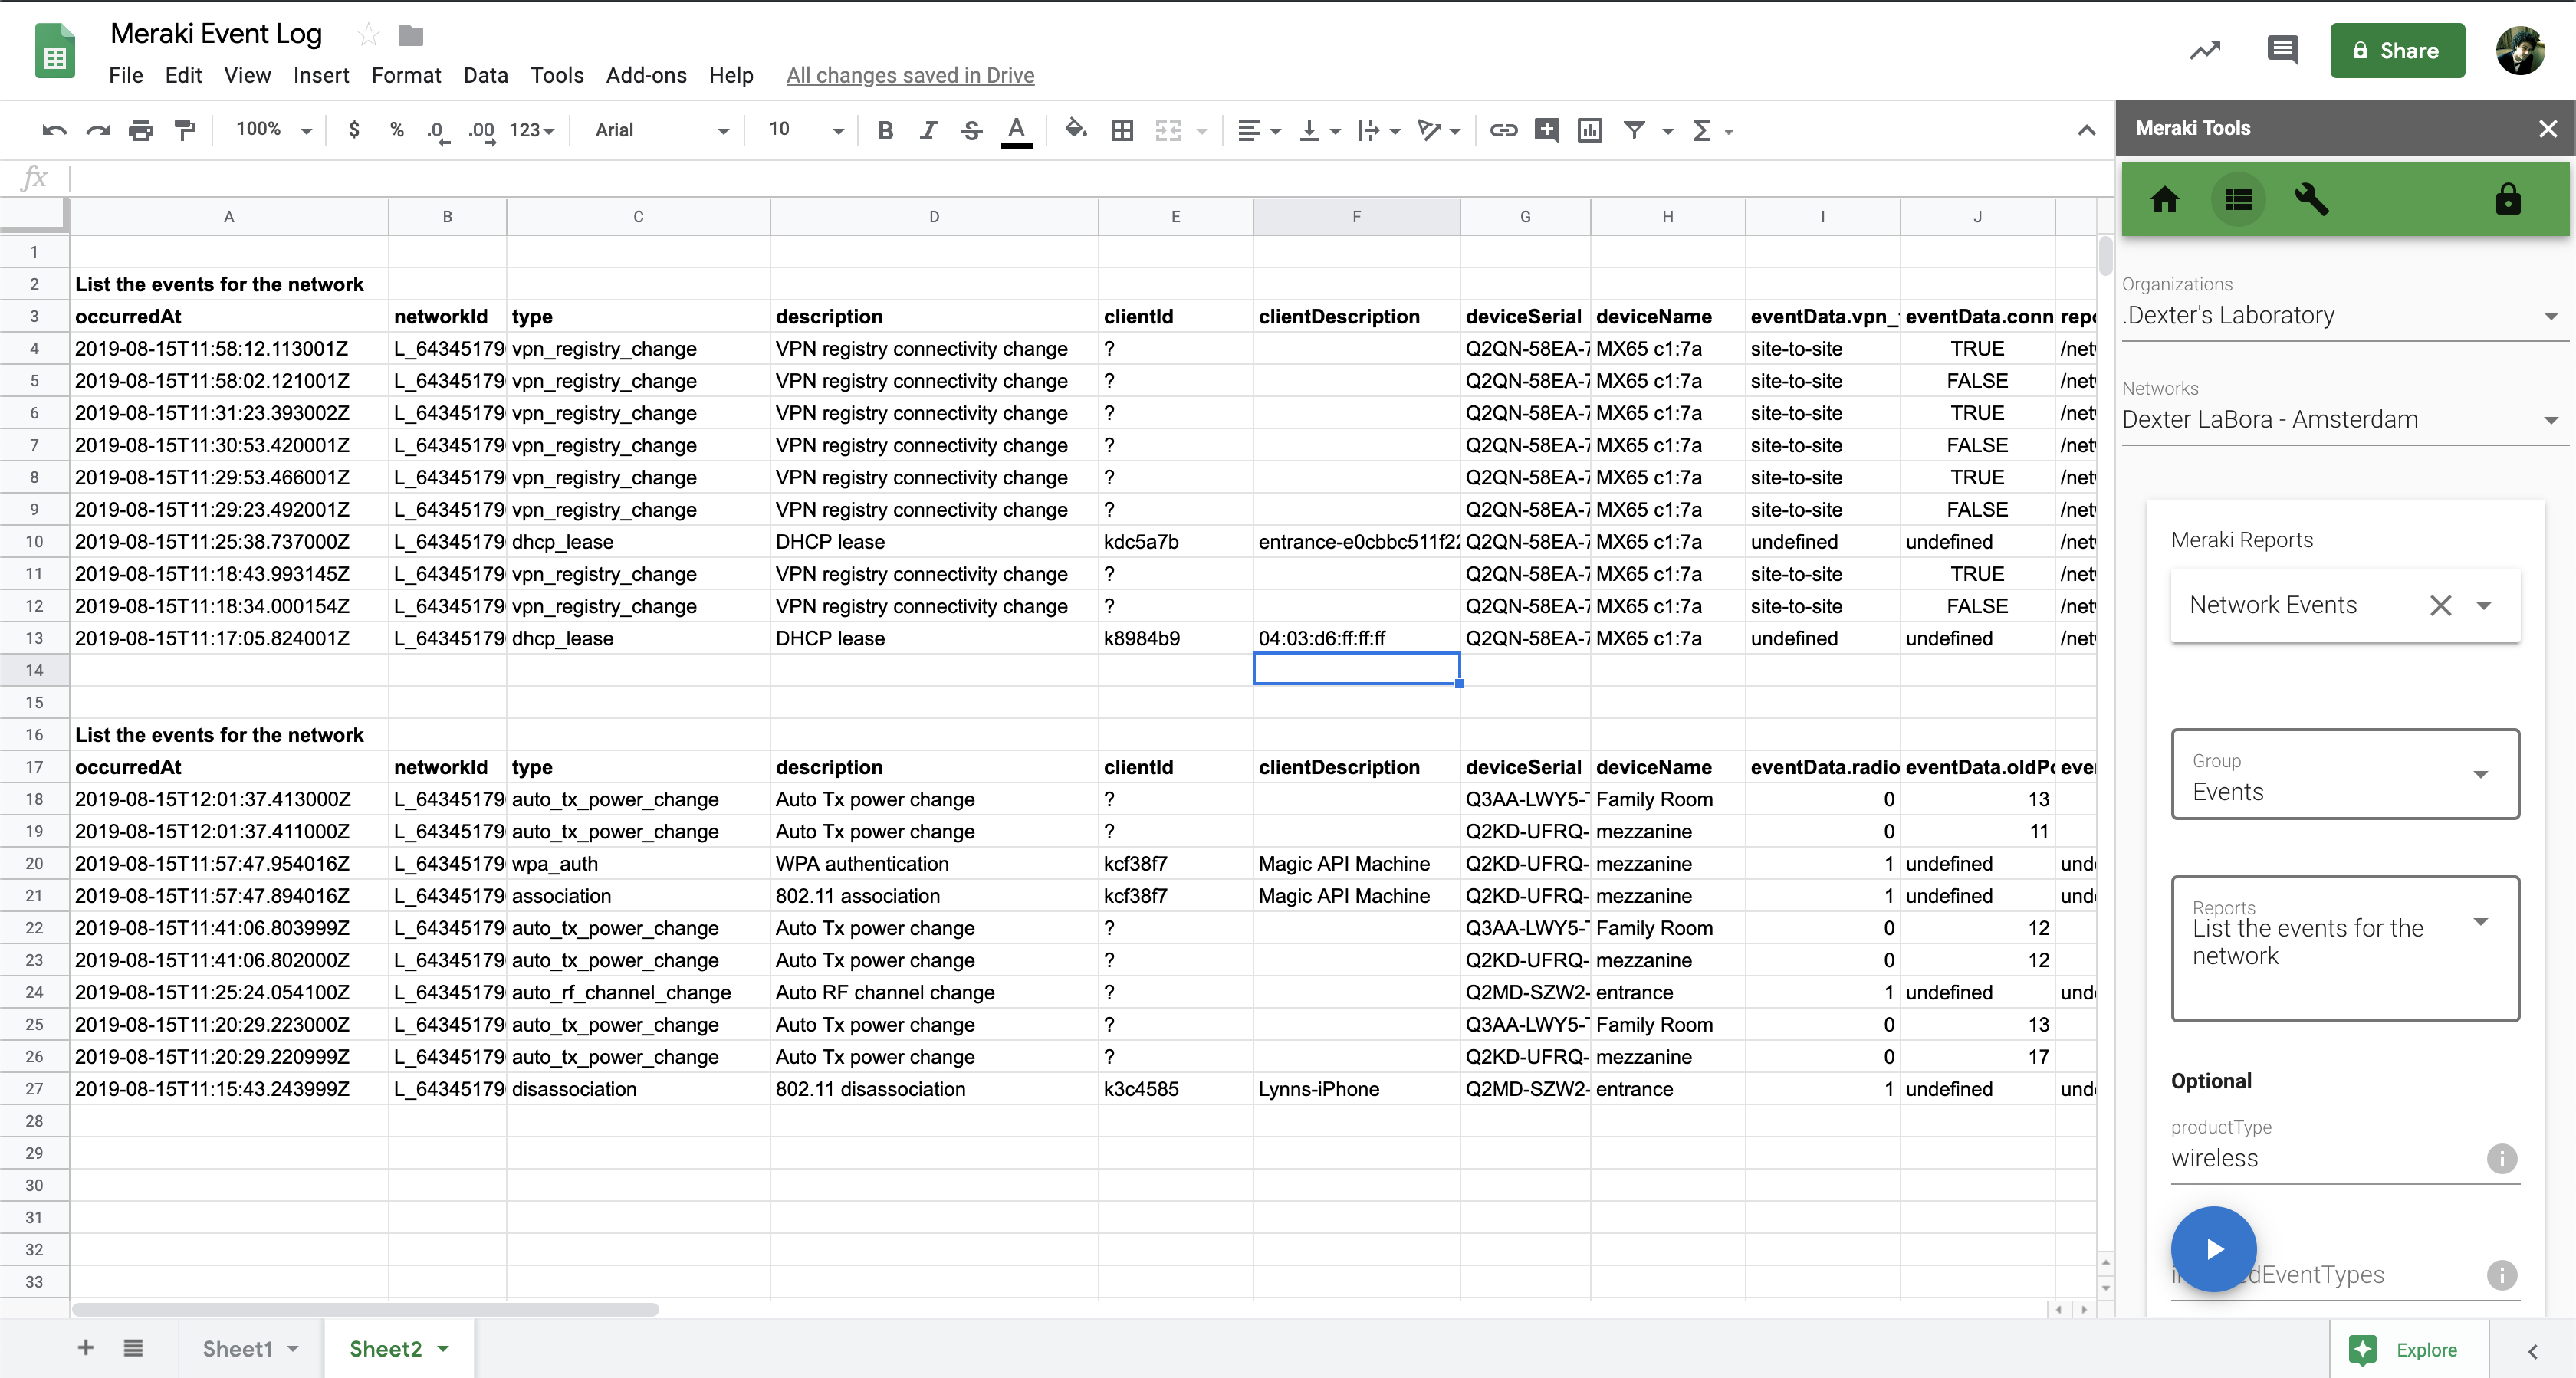 Meraki Event Log
File Edit View Insert Format Data Tools Add-ons Help All changes saved in Drive
Share
100% $ % .0 .00 123 Arial 10 B I S A
Meraki Tools
fx
A B C D E F G H I J
1
2 List the events for the network
3 occurredAt networkId type description clientId clientDescription deviceSerial deviceName eventData.vpn_ eventData.conn repo
4 2019-08-15T11:58:12.113001Z L_64345179 vpn_registry_change VPN registry connectivity change ? Q2QN-58EA-7 MX65 c1:7a site-to-site TRUE /net
5 2019-08-15T11:58:02.121001Z L_64345179 vpn_registry_change VPN registry connectivity change ? Q2QN-58EA-7 MX65 c1:7a site-to-site FALSE /net
6 2019-08-15T11:31:23.393002Z L_64345179 vpn_registry_change VPN registry connectivity change ? Q2QN-58EA-7 MX65 c1:7a site-to-site TRUE /net
7 2019-08-15T11:30:53.420001Z L_64345179 vpn_registry_change VPN registry connectivity change ? Q2QN-58EA-7 MX65 c1:7a site-to-site FALSE /net
8 2019-08-15T11:29:53.466001Z L_64345179 vpn_registry_change VPN registry connectivity change ? Q2QN-58EA-7 MX65 c1:7a site-to-site TRUE /net
9 2019-08-15T11:29:23.492001Z L_64345179 vpn_registry_change VPN registry connectivity change ? Q2QN-58EA-7 MX65 c1:7a site-to-site FALSE /net
10 2019-08-15T11:25:38.737000Z L_64345179 dhcp_lease DHCP lease kdc5a7b entrance-e0cbbc511f22 Q2QN-58EA-7 MX65 c1:7a undefined undefined /net
11 2019-08-15T11:18:43.993145Z L_64345179 vpn_registry_change VPN registry connectivity change ? Q2QN-58EA-7 MX65 c1:7a site-to-site TRUE /net
12 2019-08-15T11:18:34.000154Z L_64345179 vpn_registry_change VPN registry connectivity change ? Q2QN-58EA-7 MX65 c1:7a site-to-site FALSE /net
13 2019-08-15T11:17:05.824001Z L_64345179 dhcp_lease DHCP lease k8984b9 04:03:d6:ff:ff:ff Q2QN-58EA-7 MX65 c1:7a undefined undefined /net
14
15
16 List the events for the network
17 occurredAt networkId type description clientId clientDescription deviceSerial deviceName eventData.radio eventData.oldPo eve
18 2019-08-15T12:01:37.413000Z L_64345179 auto_tx_power_change Auto Tx power change ? Q3AA-LWY5- Family Room 0 13
19 2019-08-15T12:01:37.411000Z L_64345179 auto_tx_power_change Auto Tx power change ? Q2KD-UFRQ- mezzanine 0 11
20 2019-08-15T11:57:47.954016Z L_64345179 wpa_auth WPA authentication kcf38f7 Magic API Machine Q2KD-UFRQ- mezzanine 1 undefined und
21 2019-08-15T11:57:47.894016Z L_64345179 association 802.11 association kcf38f7 Magic API Machine Q2KD-UFRQ- mezzanine 1 undefined und
22 2019-08-15T11:41:06.803999Z L_64345179 auto_tx_power_change Auto Tx power change ? Q3AA-LWY5- Family Room 0 12
23 2019-08-15T11:41:06.802000Z L_64345179 auto_tx_power_change Auto Tx power change ? Q2KD-UFRQ- mezzanine 0 12
24 2019-08-15T11:25:24.054100Z L_64345179 auto_rf_channel_change Auto RF channel change ? Q2MD-SZW2- entrance 1 undefined und
25 2019-08-15T11:20:29.223000Z L_64345179 auto_tx_power_change Auto Tx power change ? Q3AA-LWY5- Family Room 0 13
26 2019-08-15T11:20:29.220999Z L_64345179 auto_tx_power_change Auto Tx power change ? Q2KD-UFRQ- mezzanine 0 17
27 2019-08-15T11:15:43.243999Z L_64345179 disassociation 802.11 disassociation k3c4585 Lynns-iPhone Q2MD-SZW2- entrance 1 undefined und
28
29
30
31
32
33
Organizations
.Dexter's Laboratory
Networks
Dexter LaBora - Amsterdam
Meraki Reports
Network Events
Group
Events
Reports
List the events for the
network
Optional
productType
wireless
dEventTypes
Sheet1 Sheet2
Explore